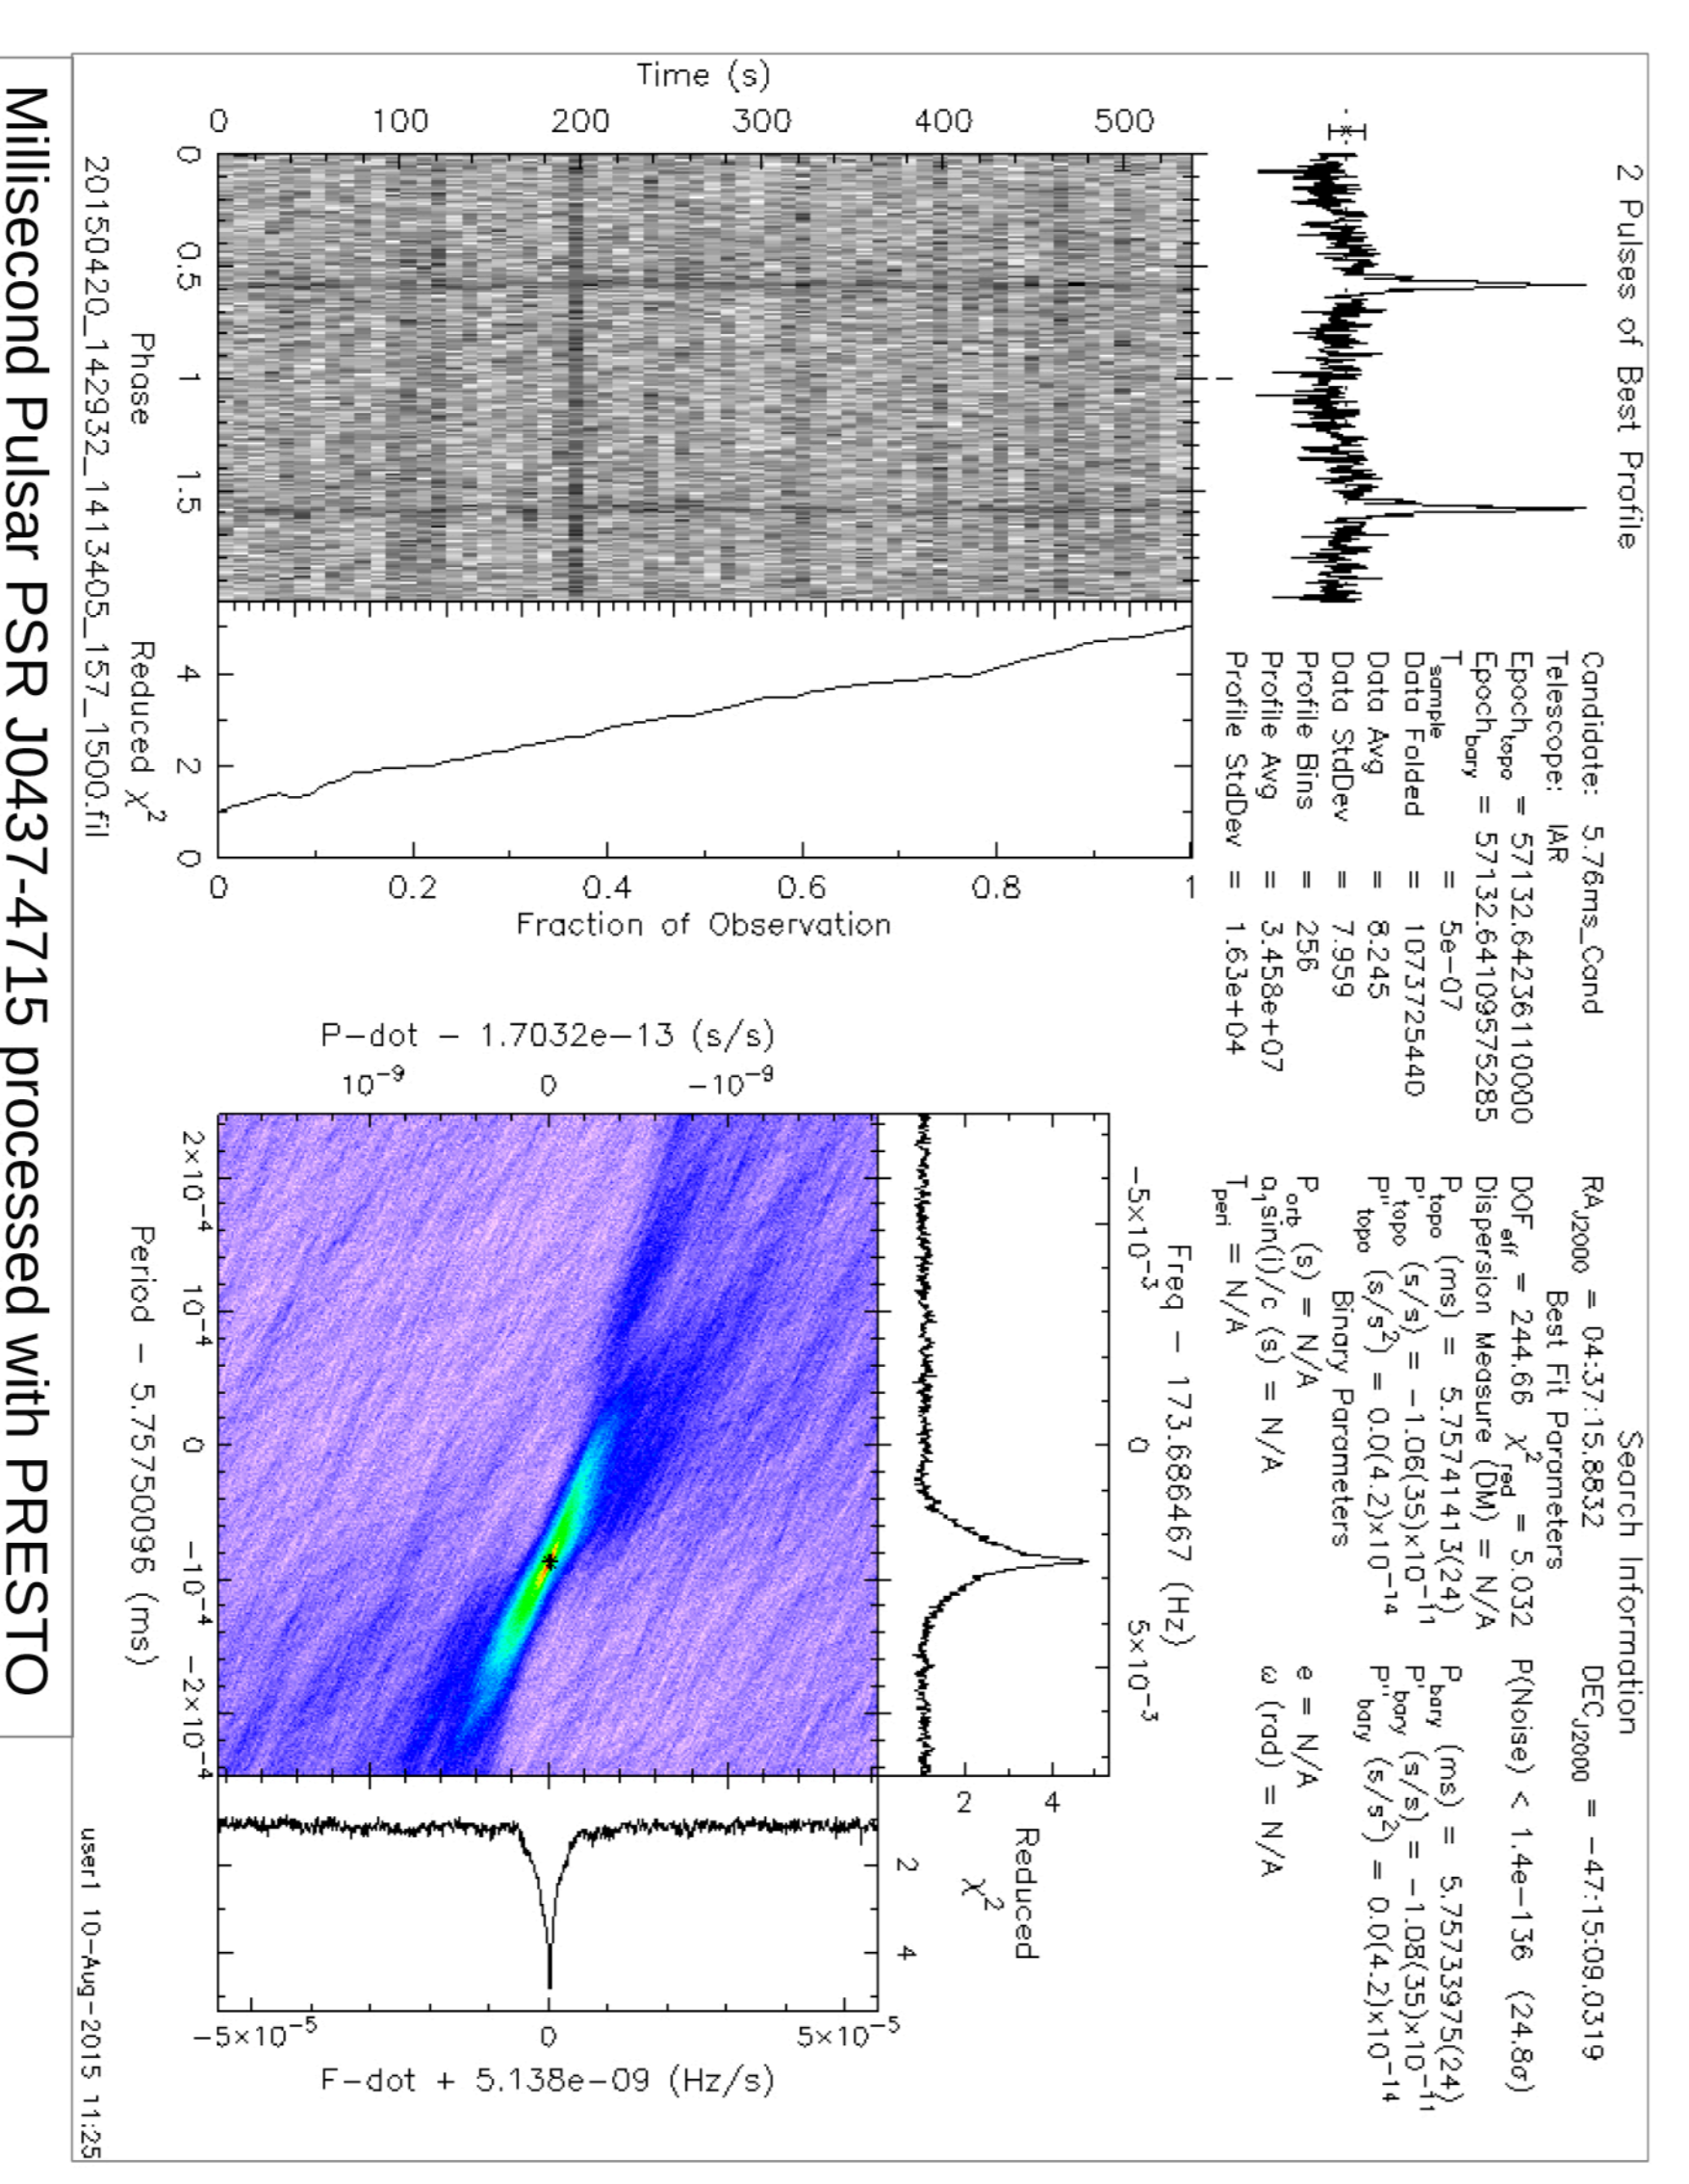 2 Pulses of Best Profile
Search Information
Candidate: 5.76ms_Cand
RA_J2000 = 04:37:15.8832
DEC_J2000 = -47:15:09.0319
Telescope: IAR
Best Fit Parameters
Epoch_topo = 57132.64236110000
DOF_eff = 244.66 χ²_red = 5.032 P(Noise) < 1.4e-136 (24.8σ)
Epoch_bary = 57132.64109575285
Dispersion Measure (DM) = N/A
T_sample = 5e-07
P_topo (ms) = 5.75741413(24)
P_bary (ms) = 5.75733975(24)
Data Folded = 1073725440
P'_topo (s/s) = -1.06(35)×10⁻¹¹
P'_bary (s/s) = -1.08(35)×10⁻¹¹
Data Avg = 8.245
P''_topo (s/s²) = 0.0(4.2)×10⁻¹⁴
P''_bary (s/s²) = 0.0(4.2)×10⁻¹⁴
Data StdDev = 7.959
Binary Parameters
Profile Bins = 256
P_orb (s) = N/A
e = N/A
Profile Avg = 3.458e+07
a₁sin(i)/c (s) = N/A
ω (rad) = N/A
Profile StdDev = 1.63e+04
T_peri = N/A
Time (s)
0 100 200 300 400 500
0 0.5 1 1.5
Phase
4 2 0
Reduced χ²
0 0.2 0.4 0.6 0.8 1
Fraction of Observation
Freq - 173.686467 (Hz)
-5×10⁻³ 0 5×10⁻³
2 4
Reduced χ²
P-dot - 1.7032e-13 (s/s)
10⁻⁹ 0 -10⁻⁹
2×10⁻⁴ 10⁻⁴ 0 -10⁻⁴ -2×10⁻⁴
Period - 5.75750096 (ms)
2 4
-5×10⁻⁵ 0 5×10⁻⁵
F-dot + 5.138e-09 (Hz/s)
20150420_142932_1413405_157_1500.fil
user1 10-Aug-2015 11:25
Millisecond Pulsar PSR J0437-4715 processed with PRESTO